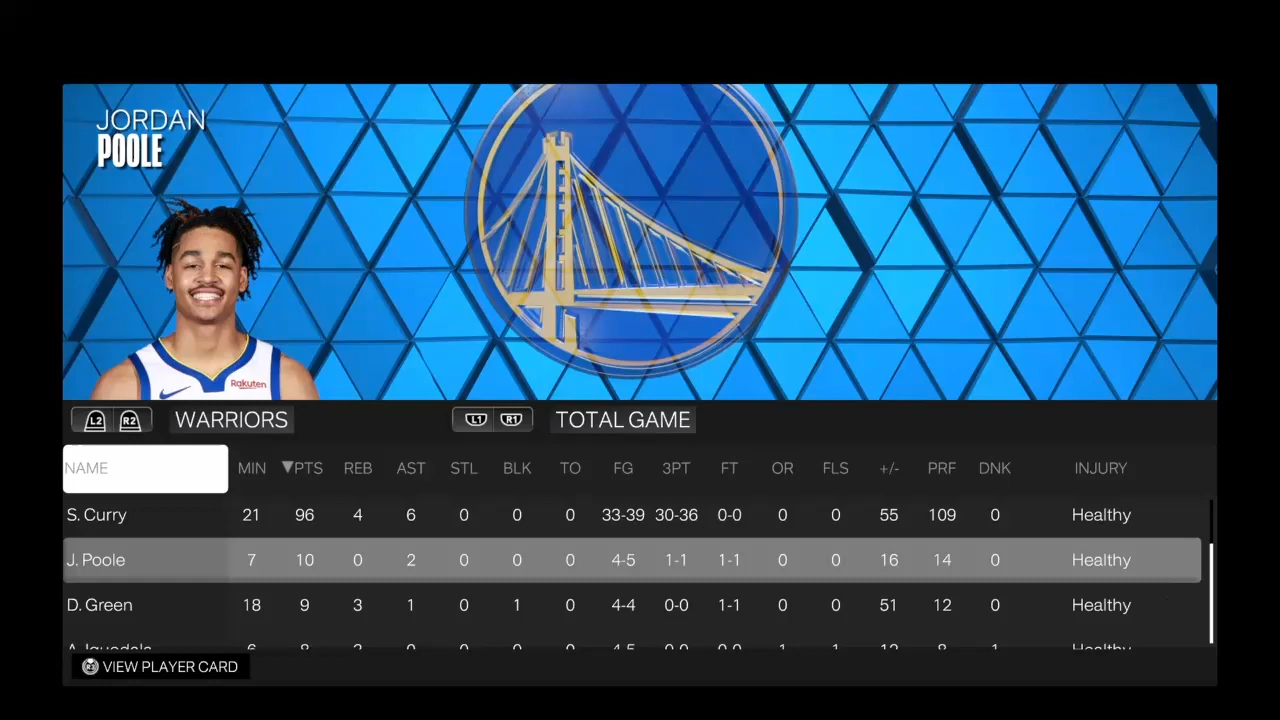 JORDAN
POOLE
Rakuten
L2 R2 WARRIORS L1 R1 TOTAL GAME
NAME MIN ▼PTS REB AST STL BLK TO FG 3PT FT OR FLS +/- PRF DNK INJURY
S. Curry 21 96 4 6 0 0 0 33-39 30-36 0-0 0 0 55 109 0 Healthy
J. Poole 7 10 0 2 0 0 0 4-5 1-1 1-1 0 0 16 14 0 Healthy
D. Green 18 9 3 1 0 1 0 4-4 0-0 1-1 0 0 51 12 0 Healthy
R3 VIEW PLAYER CARD